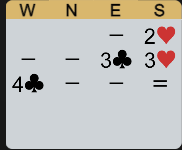 W N E S
– 2♥
– – 3♣ 3♥
4♣ – – =